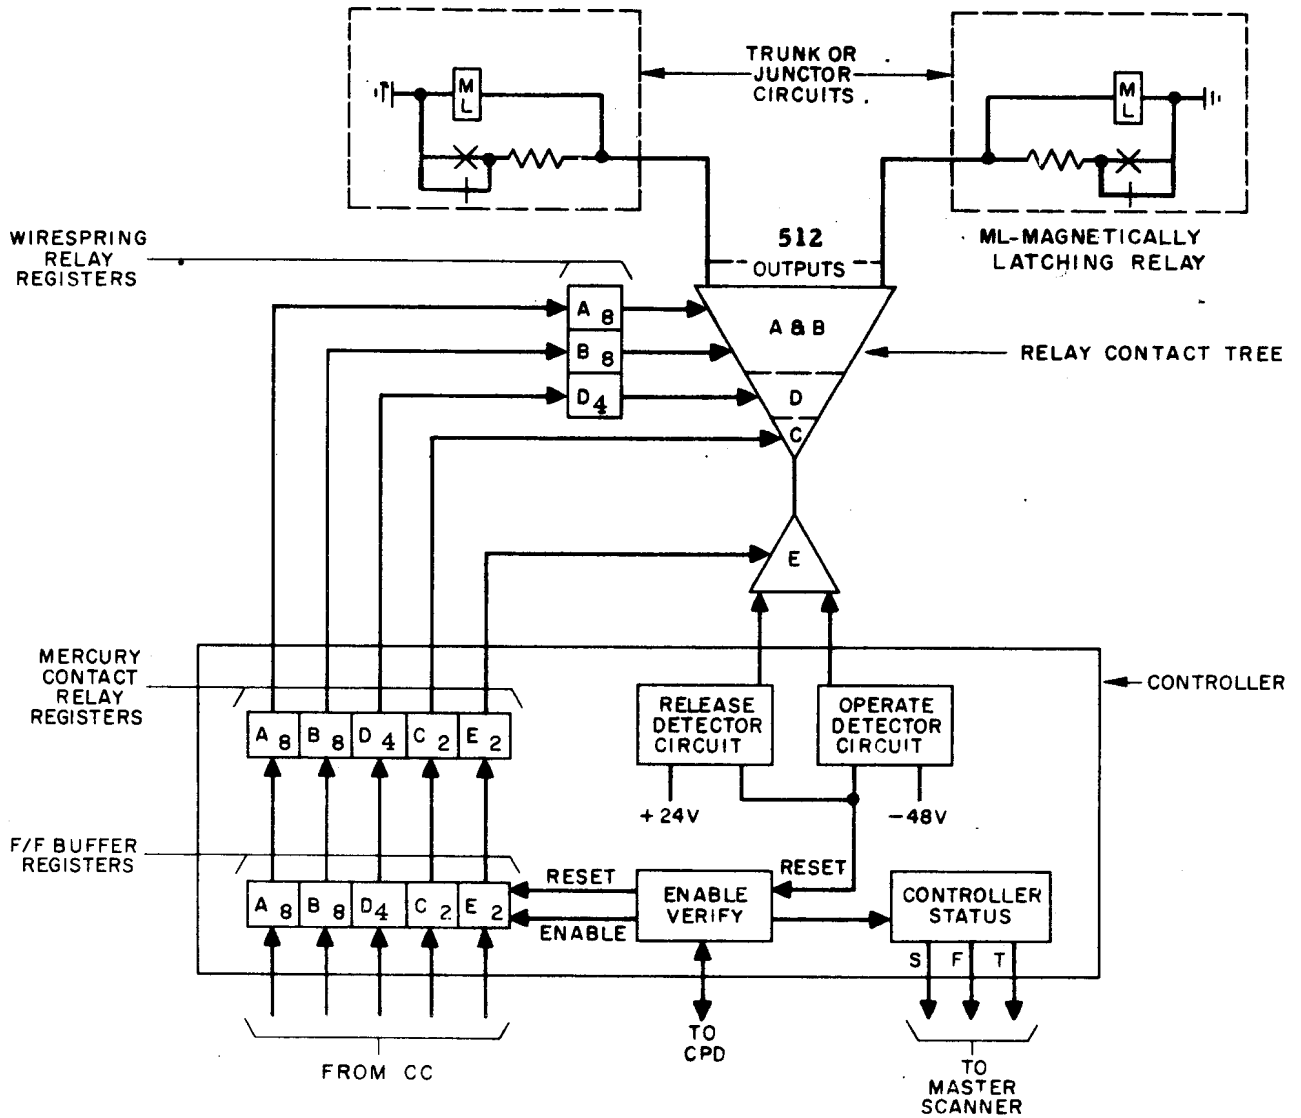 TRUNK OR
JUNCTOR
CIRCUITS
M
L
M
L
ML-MAGNETICALLY
LATCHING RELAY
WIRESPRING
RELAY
REGISTERS
512
OUTPUTS
A 8
B 8
D 4
A & B
D
C
RELAY CONTACT TREE
E
MERCURY
CONTACT
RELAY
REGISTERS
CONTROLLER
A 8 B 8 D 4 C 2 E 2
RELEASE
DETECTOR
CIRCUIT
OPERATE
DETECTOR
CIRCUIT
+24V
-48V
F/F BUFFER
REGISTERS
A 8 B 8 D 4 C 2 E 2
RESET
ENABLE
ENABLE
VERIFY
RESET
CONTROLLER
STATUS
S F T
FROM CC
TO
CPD
TO
MASTER
SCANNER